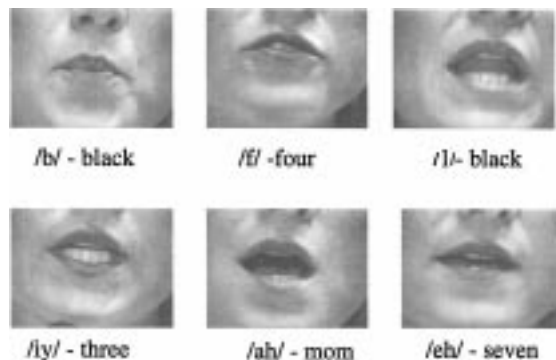 /b/ - black
/f/ -four
/l/- black
/iy/ - three
/ah/ - mom
/eh/ - seven